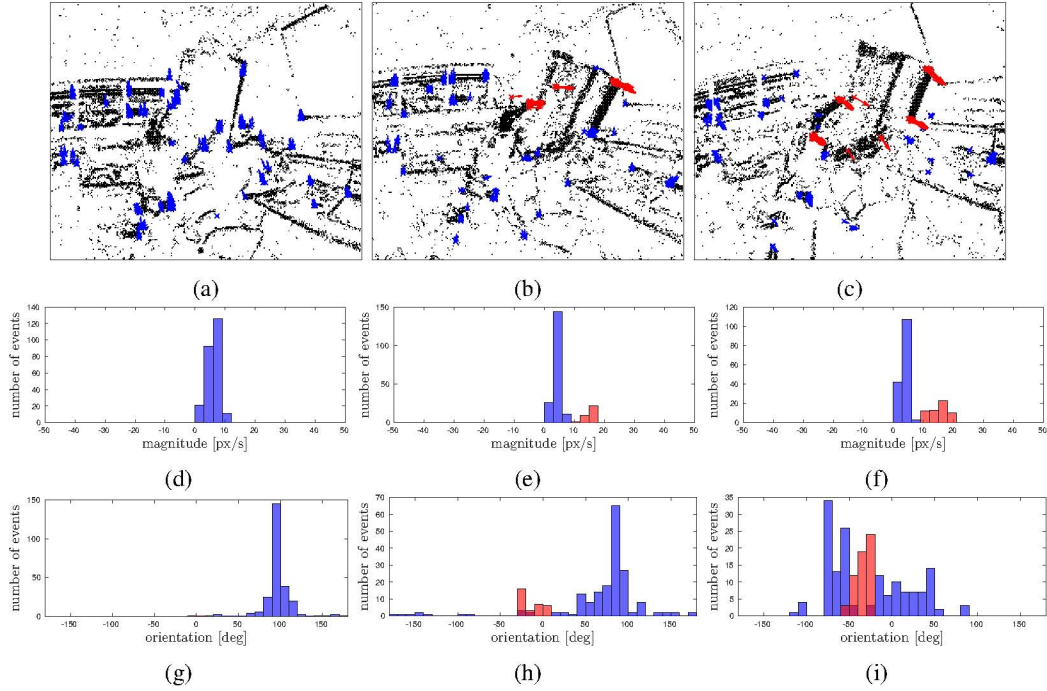 (a) (b) (c)
140
120
100
80
60
40
20
0
-50 -40 -30 -20 -10 0 10 20 30 40 50
number of events
magnitude [px/s]
150
100
50
0
-50 -40 -30 -20 -10 0 10 20 30 40 50
number of events
magnitude [px/s]
120
100
80
60
40
20
0
-50 -40 -30 -20 -10 0 10 20 30 40 50
number of events
magnitude [px/s]
(d) (e) (f)
150
100
50
0
-150 -100 -50 0 50 100 150
number of events
orientation [deg]
70
60
50
40
30
20
10
0
-150 -100 -50 0 50 100 150
number of events
orientation [deg]
35
30
25
20
15
10
5
0
-150 -100 -50 0 50 100 150
number of events
orientation [deg]
(g) (h) (i)